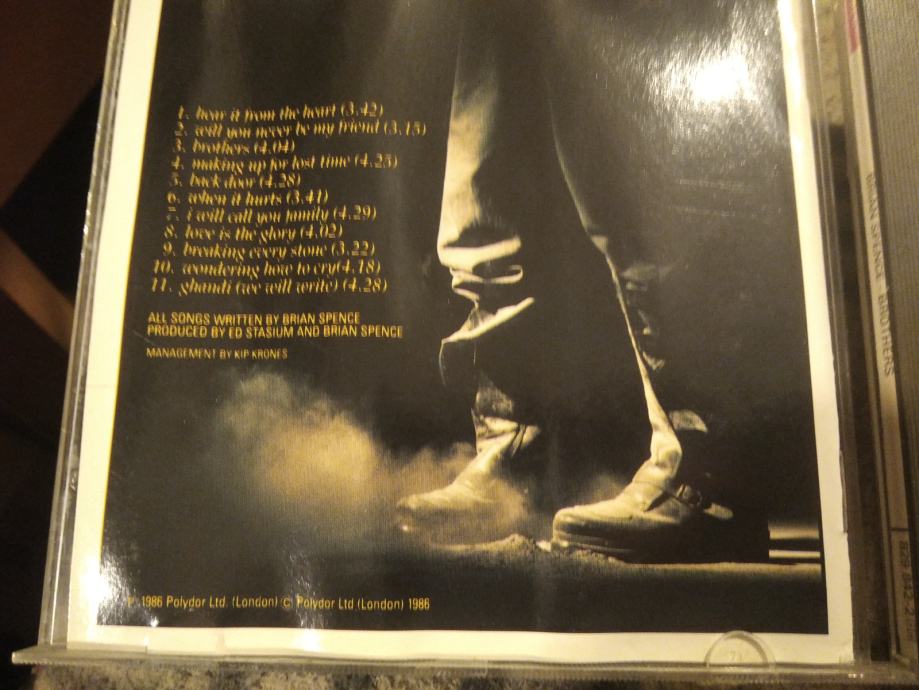 1. hear it from the heart (3.42)
2. will you never be my friend (3.15)
3. brothers (4.04)
4. making up for lost time (4.25)
5. back door (4.28)
6. when it hurts (3.41)
7. i will call you family (4.29)
8. love is the glory (4.02)
9. breaking every stone (3.22)
10. wondering how to cry(4.18)
11. ghandi (we will write) (4.28)
ALL SONGS WRITTEN BY BRIAN SPENCE
PRODUCED BY ED STASIUM AND BRIAN SPENCE
MANAGEMENT BY KIP KRONES
P 1986 Polydor Ltd. (London) © Polydor Ltd (London) 1986
BRIAN SPENCE BROTHERS